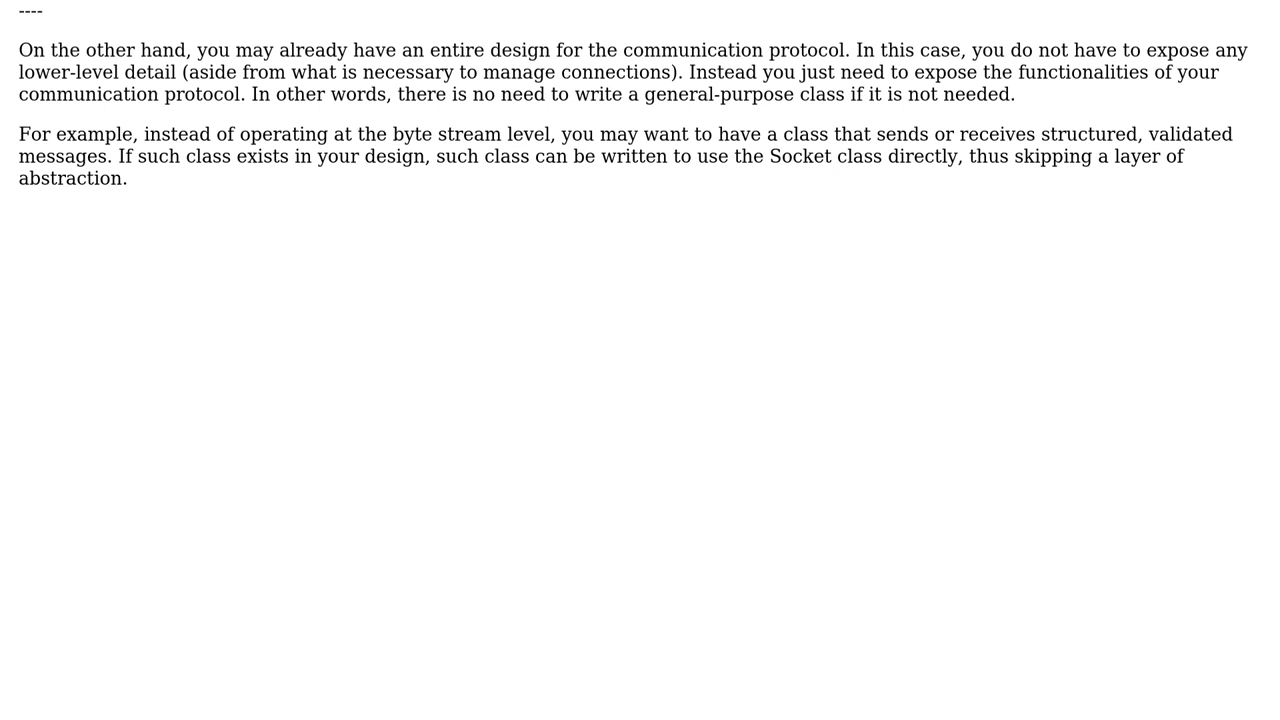 ----
On the other hand, you may already have an entire design for the communication protocol. In this case, you do not have to expose any
lower-level detail (aside from what is necessary to manage connections). Instead you just need to expose the functionalities of your
communication protocol. In other words, there is no need to write a general-purpose class if it is not needed.
For example, instead of operating at the byte stream level, you may want to have a class that sends or receives structured, validated
messages. If such class exists in your design, such class can be written to use the Socket class directly, thus skipping a layer of
abstraction.